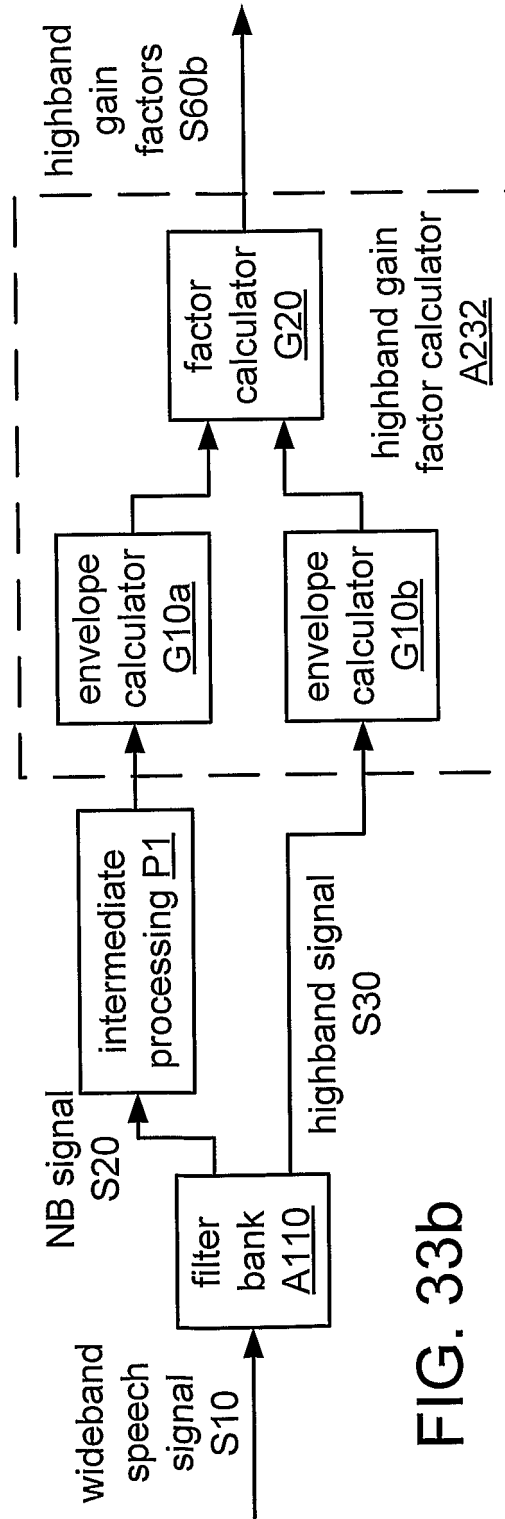 wideband
speech
signal
S10
filter
bank
A110
NB signal
S20
intermediate
processing P1
highband signal
S30
envelope
calculator
G10a
envelope
calculator
G10b
factor
calculator
G20
highband gain
factor calculator
A232
highband
gain
factors
S60b
FIG. 33b